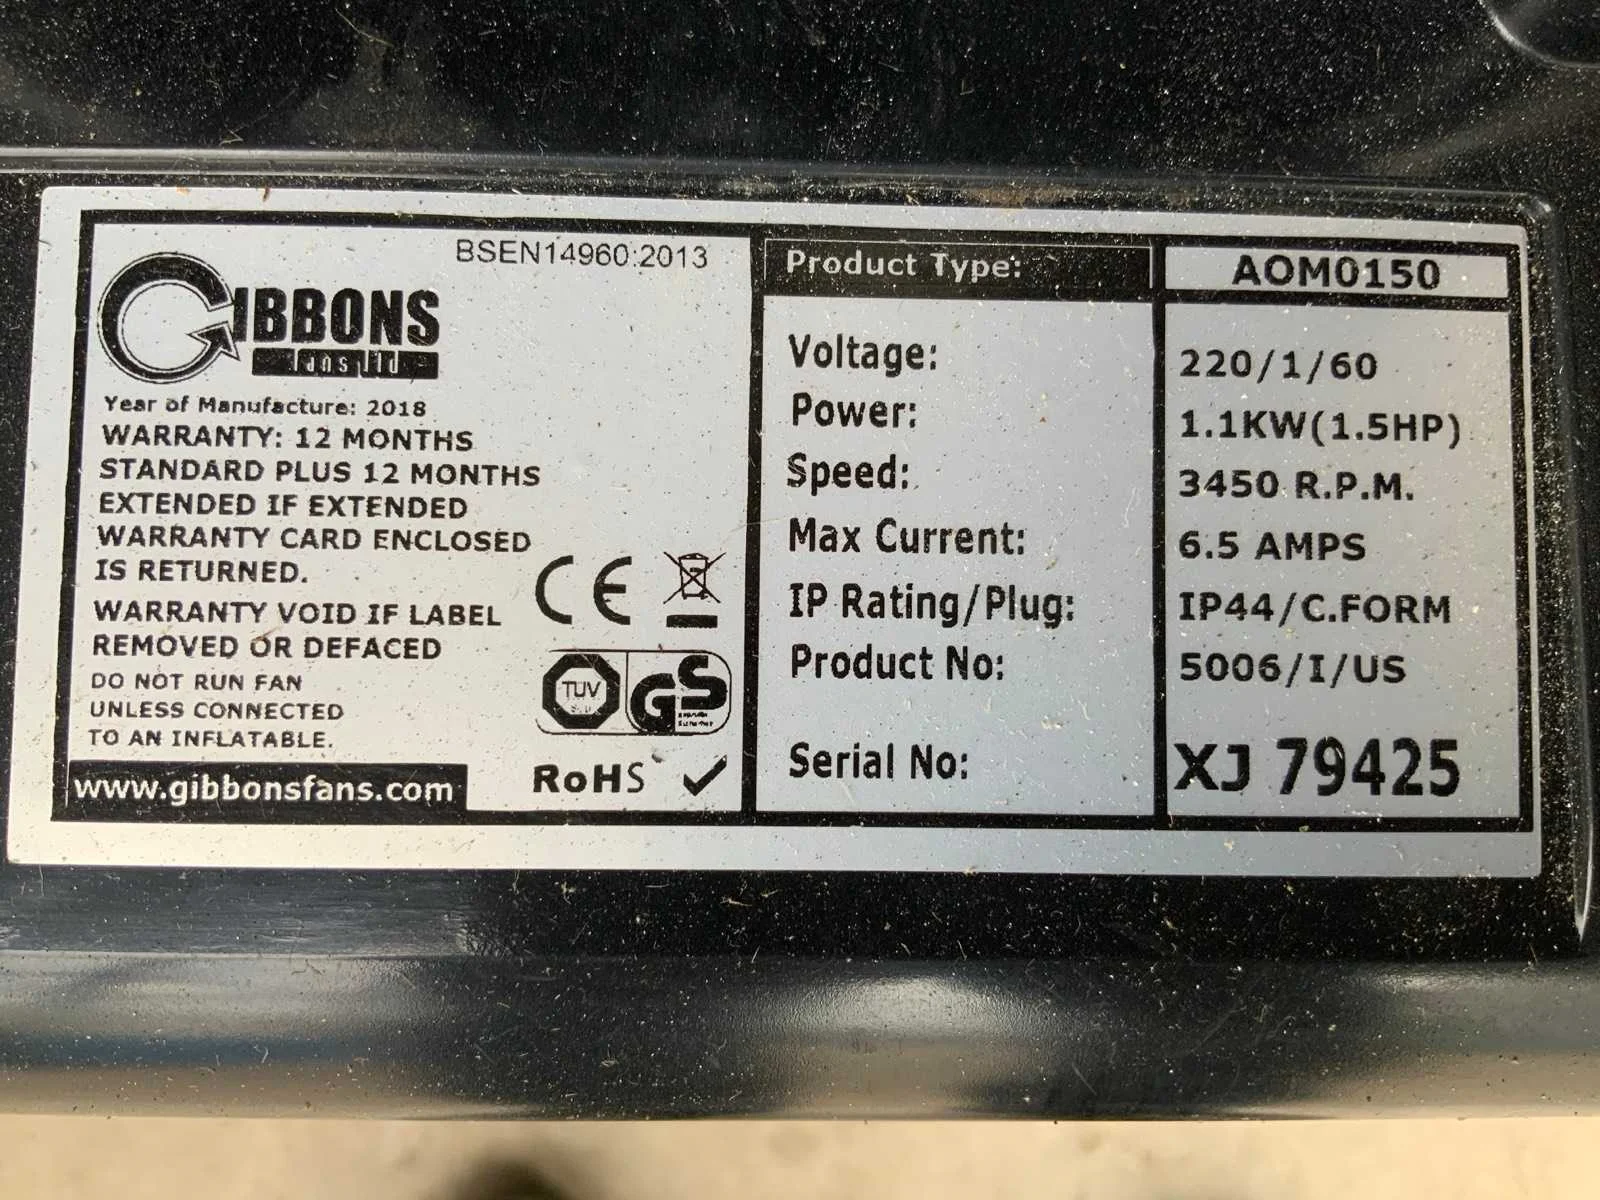 BSEN14960:2013
GIBBONS
fans ltd
Year of Manufacture: 2018
WARRANTY: 12 MONTHS
STANDARD PLUS 12 MONTHS
EXTENDED IF EXTENDED
WARRANTY CARD ENCLOSED
IS RETURNED.
WARRANTY VOID IF LABEL
REMOVED OR DEFACED
DO NOT RUN FAN
UNLESS CONNECTED
TO AN INFLATABLE.
www.gibbonsfans.com
CE
TUV
GS
RoHS ✓
Product Type: AOM0150
Voltage: 220/1/60
Power: 1.1KW(1.5HP)
Speed: 3450 R.P.M.
Max Current: 6.5 AMPS
IP Rating/Plug: IP44/C.FORM
Product No: 5006/I/US
Serial No: XJ 79425